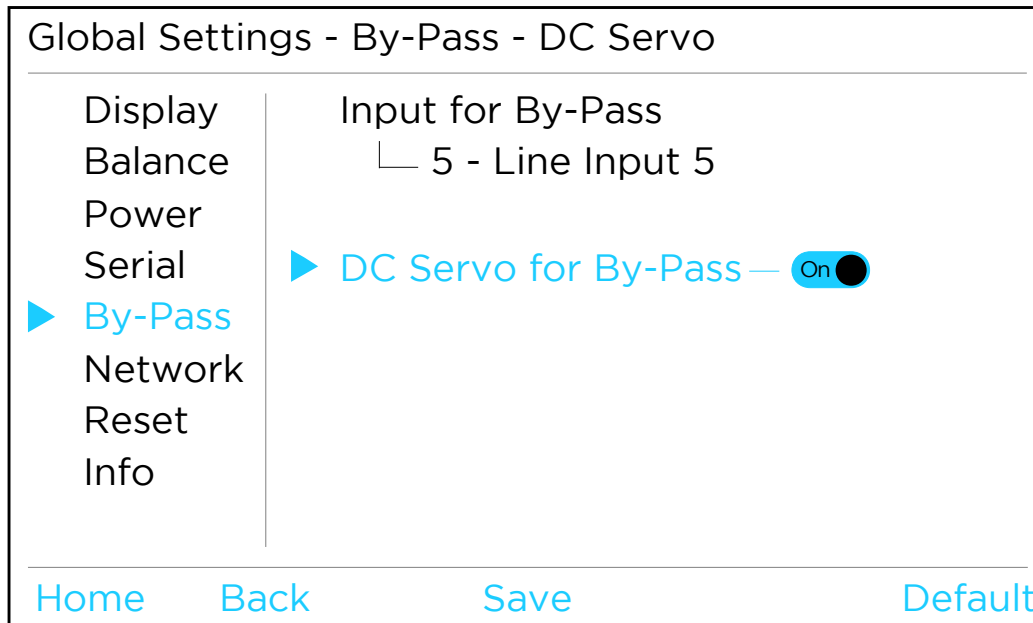 Global Settings - By-Pass - DC Servo
Display
Balance
Power
Serial
By-Pass
Network
Reset
Info
Input for By-Pass
5 - Line Input 5
DC Servo for By-Pass
On
Home Back Save Default